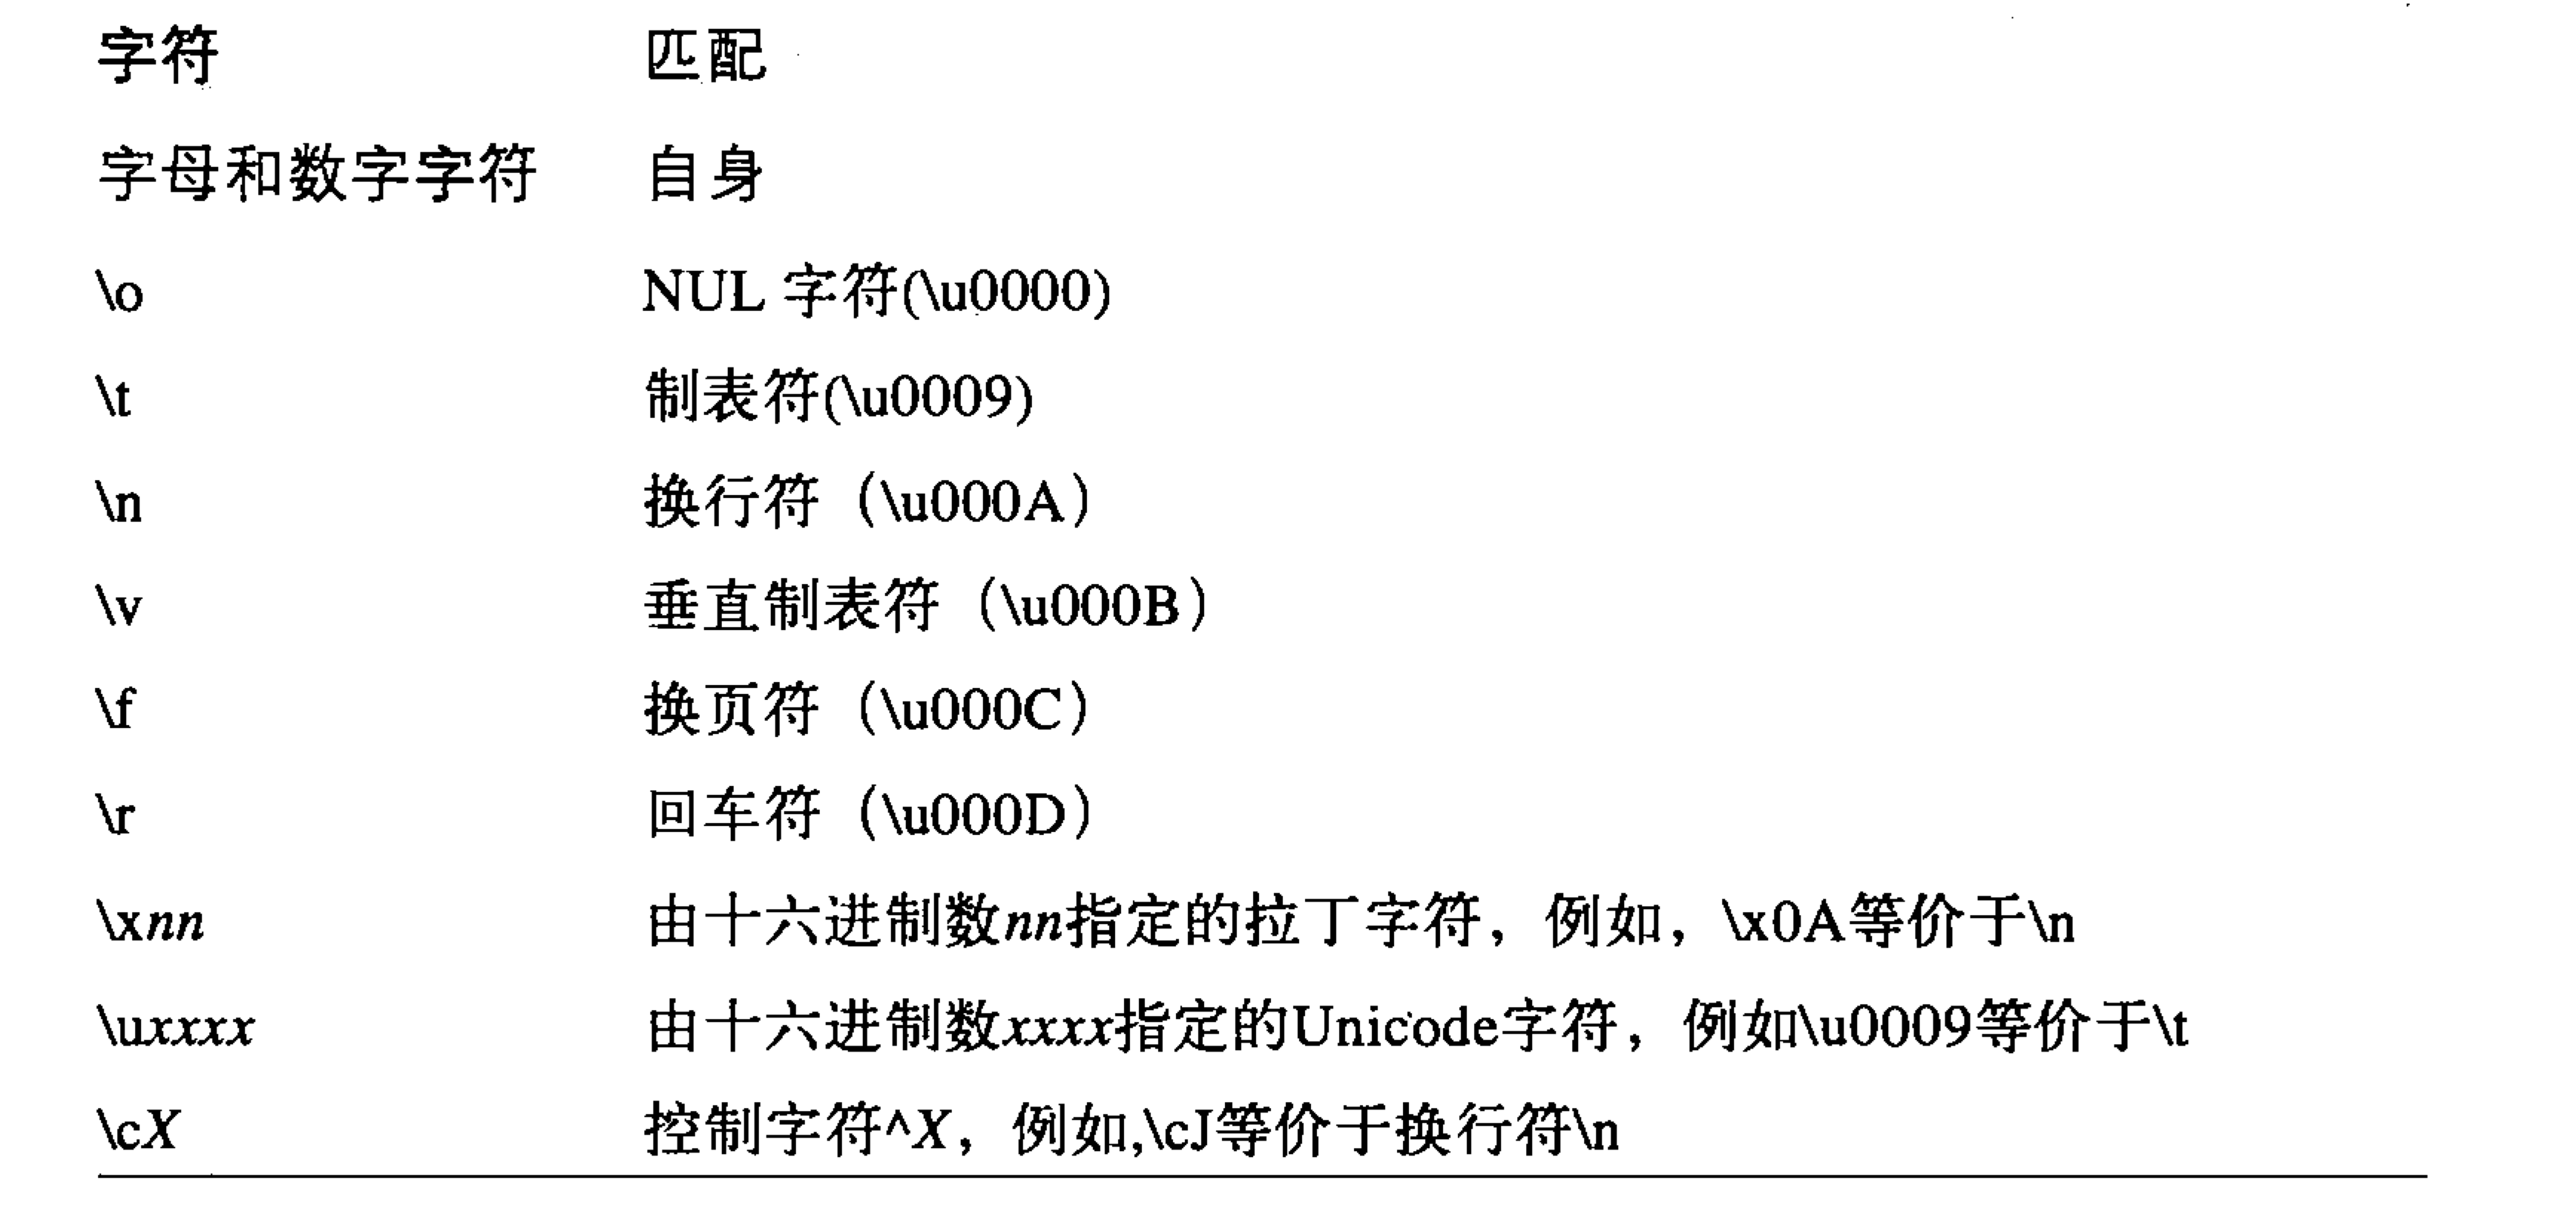 字符 匹配
字母和数字字符 自身
\o NUL 字符(\u0000)
\t 制表符(\u0009)
\n 换行符（\u000A）
\v 垂直制表符（\u000B）
\f 换页符（\u000C）
\r 回车符（\u000D）
\xnn 由十六进制数nn指定的拉丁字符，例如，\x0A等价于\n
\uxxxx 由十六进制数xxxx指定的Unicode字符，例如\u0009等价于\t
\cX 控制字符^X，例如,\cJ等价于换行符\n